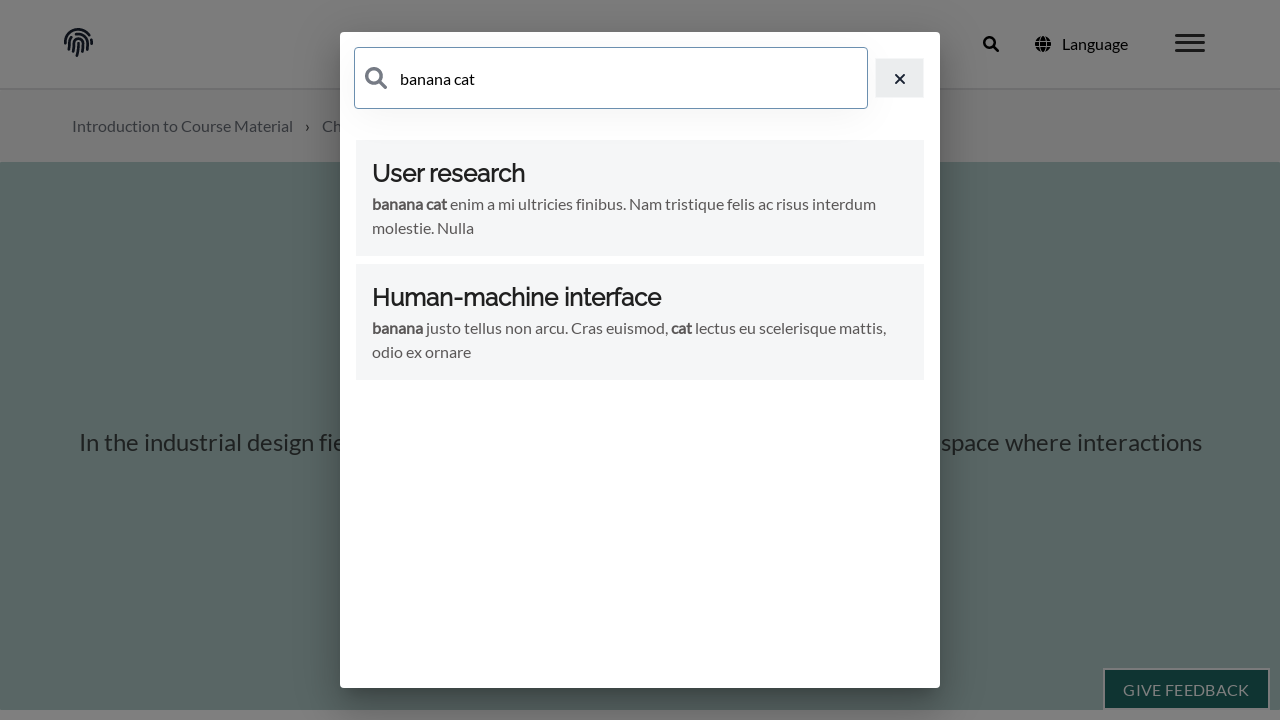 Language
banana cat
Introduction to Course Material › Ch
User research
banana cat enim a mi ultricies finibus. Nam tristique felis ac risus interdum
molestie. Nulla
Human-machine interface
banana justo tellus non arcu. Cras euismod, cat lectus eu scelerisque mattis,
odio ex ornare
In the industrial design fie
space where interactions
GIVE FEEDBACK